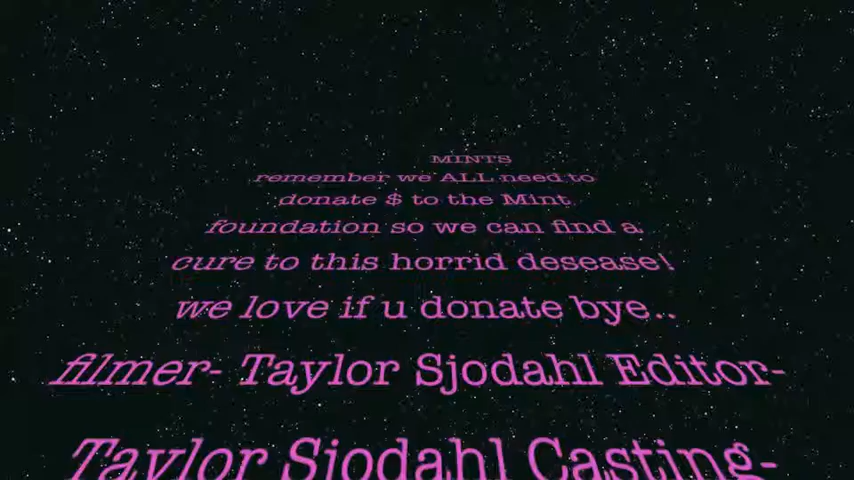 MINTS
remember we ALL need to
donate $ to the Mint
foundation so we can find a
cure to this horrid desease!
we love if u donate bye..
filmer- Taylor Sjodahl Editor-
Taylor Sjodahl Casting-